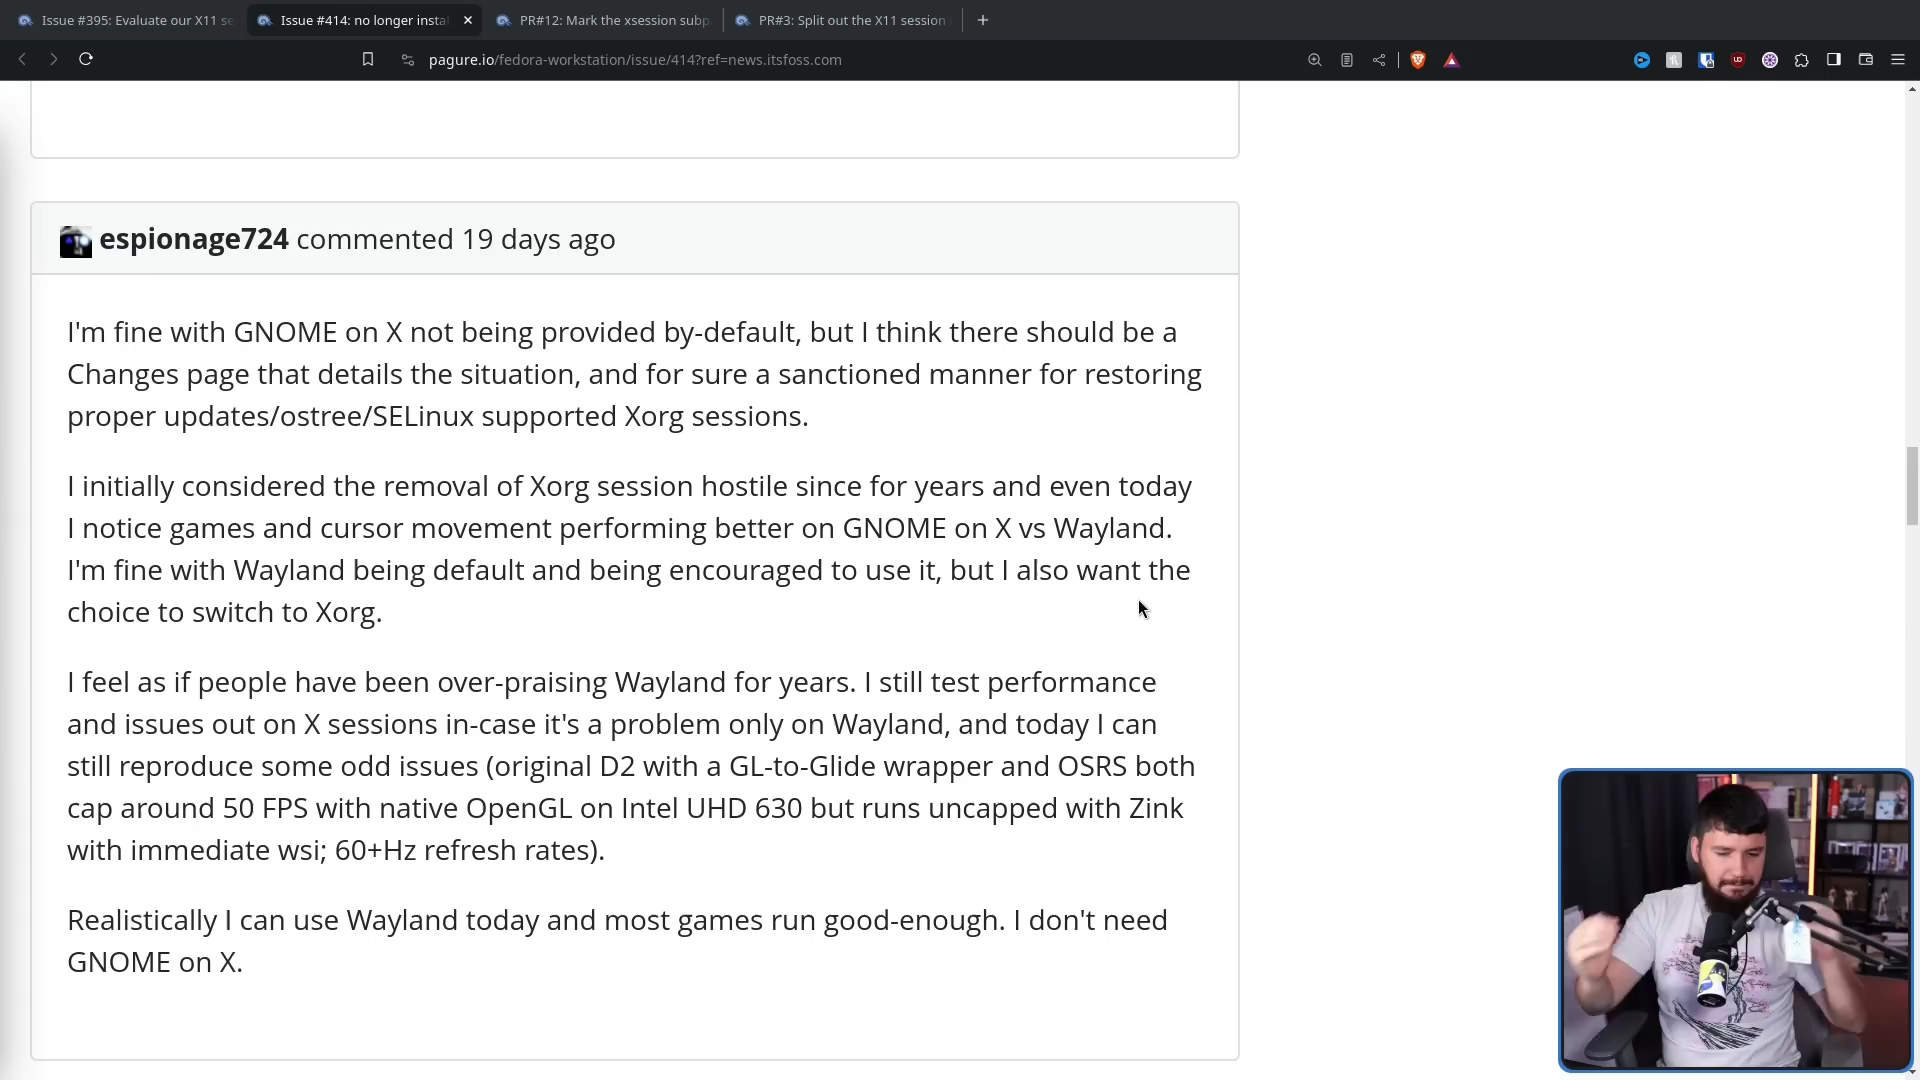 Issue #395: Evaluate our X11 se
Issue #414: no longer insta
PR#12: Mark the xsession subp
PR#3: Split out the X11 session
pagure.io/fedora-workstation/issue/414?ref=news.itsfoss.com
espionage724 commented 19 days ago
I'm fine with GNOME on X not being provided by-default, but I think there should be a
Changes page that details the situation, and for sure a sanctioned manner for restoring
proper updates/ostree/SELinux supported Xorg sessions.
I initially considered the removal of Xorg session hostile since for years and even today
I notice games and cursor movement performing better on GNOME on X vs Wayland.
I'm fine with Wayland being default and being encouraged to use it, but I also want the
choice to switch to Xorg.
I feel as if people have been over-praising Wayland for years. I still test performance
and issues out on X sessions in-case it's a problem only on Wayland, and today I can
still reproduce some odd issues (original D2 with a GL-to-Glide wrapper and OSRS both
cap around 50 FPS with native OpenGL on Intel UHD 630 but runs uncapped with Zink
with immediate wsi; 60+Hz refresh rates).
Realistically I can use Wayland today and most games run good-enough. I don't need
GNOME on X.